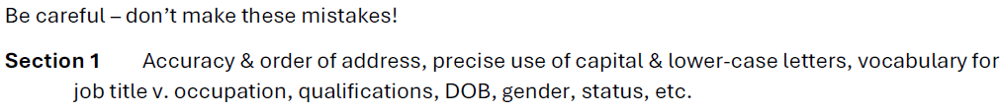 Be careful – don’t make these mistakes!
Section 1 Accuracy & order of address, precise use of capital & lower-case letters, vocabulary for
job title v. occupation, qualifications, DOB, gender, status, etc.